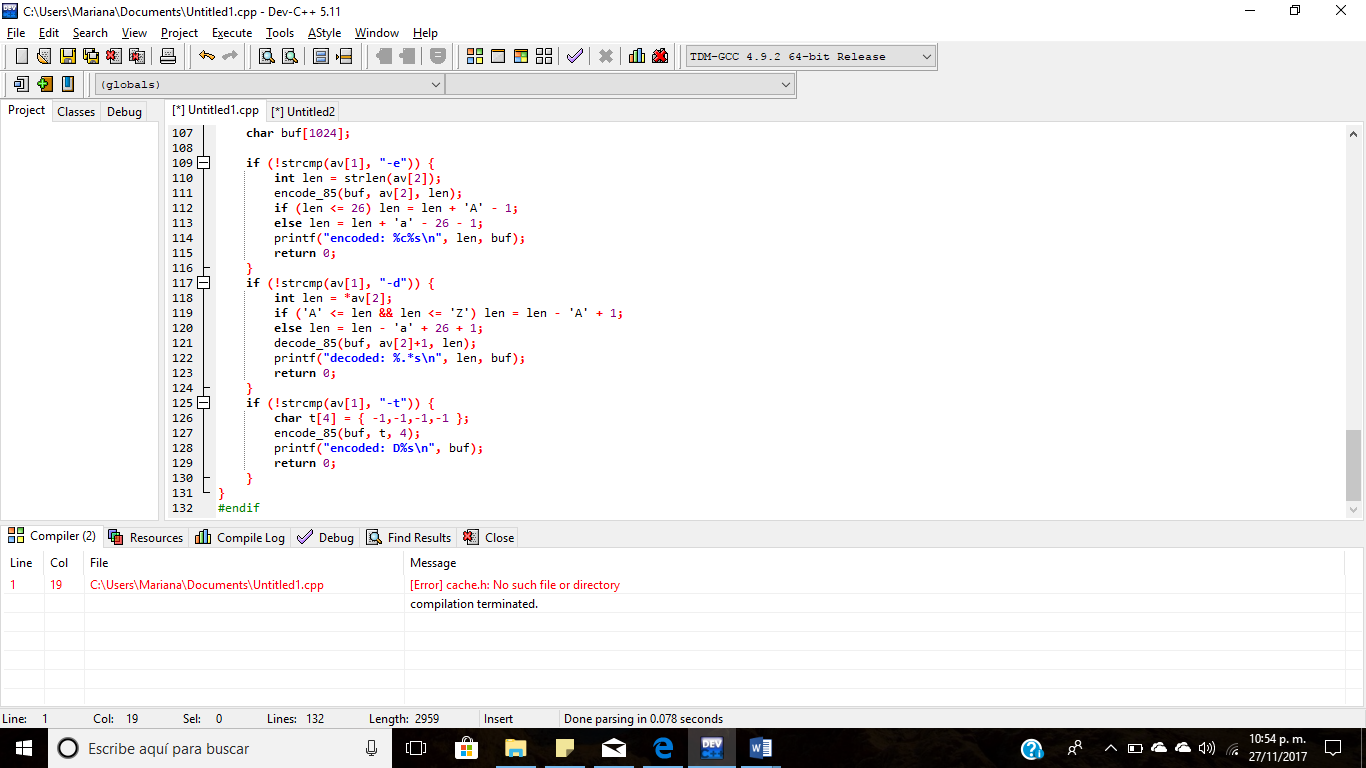 C:\Users\Mariana\Documents\Untitled1.cpp - Dev-C++ 5.11
File Edit Search View Project Execute Tools AStyle Window Help
TDM-GCC 4.9.2 64-bit Release
(globals)
Project Classes Debug [*] Untitled1.cpp [*] Untitled2
107 char buf[1024];
108
109 if (!strcmp(av[1], "-e")) {
110 int len = strlen(av[2]);
111 encode_85(buf, av[2], len);
112 if (len <= 26) len = len + 'A' - 1;
113 else len = len + 'a' - 26 - 1;
114 printf("encoded: %c%s\n", len, buf);
115 return 0;
116 }
117 if (!strcmp(av[1], "-d")) {
118 int len = *av[2];
119 if ('A' <= len && len <= 'Z') len = len - 'A' + 1;
120 else len = len - 'a' + 26 + 1;
121 decode_85(buf, av[2]+1, len);
122 printf("decoded: %.*s\n", len, buf);
123 return 0;
124 }
125 if (!strcmp(av[1], "-t")) {
126 char t[4] = { -1,-1,-1,-1 };
127 encode_85(buf, t, 4);
128 printf("encoded: D%s\n", buf);
129 return 0;
130 }
131 }
132 #endif
Compiler (2) Resources Compile Log Debug Find Results Close
Line Col File Message
1 19 C:\Users\Mariana\Documents\Untitled1.cpp [Error] cache.h: No such file or directory
compilation terminated.
Line: 1 Col: 19 Sel: 0 Lines: 132 Length: 2959 Insert Done parsing in 0.078 seconds
Escribe aquí para buscar
DEV
10:54 p. m.
27/11/2017